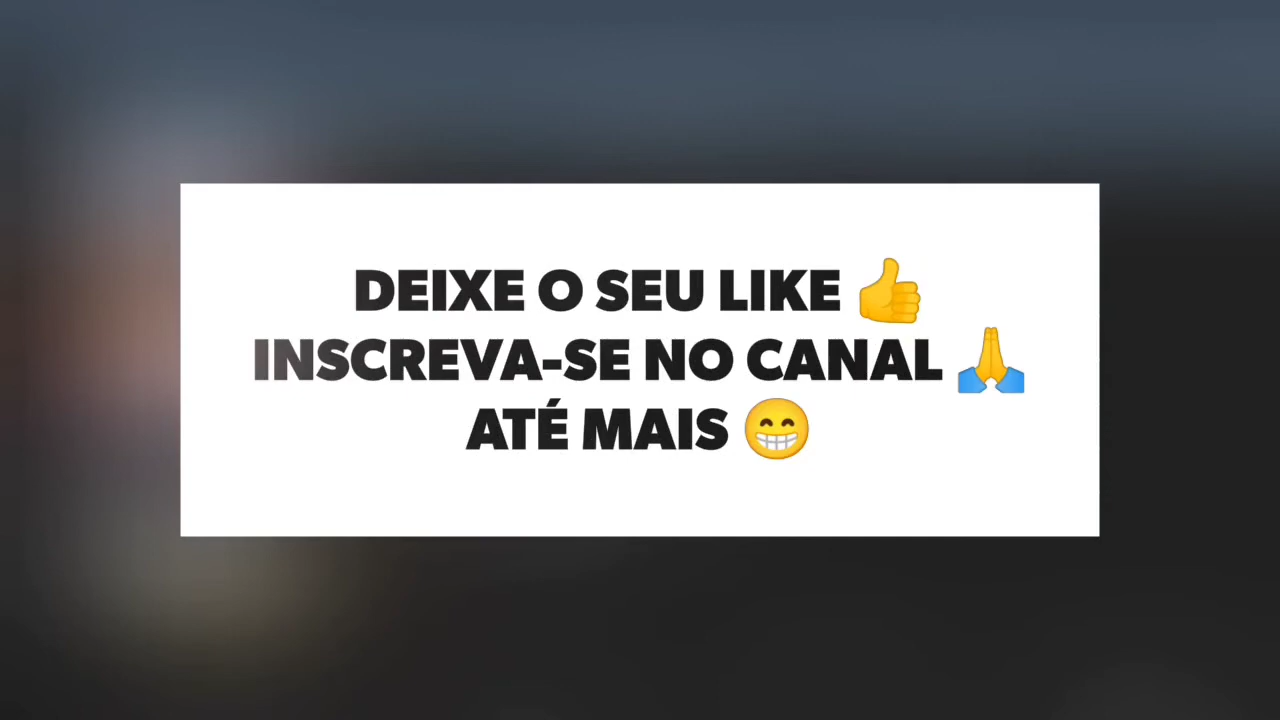 DEIXE O SEU LIKE 👍
INSCREVA-SE NO CANAL 🙏
ATÉ MAIS 😁